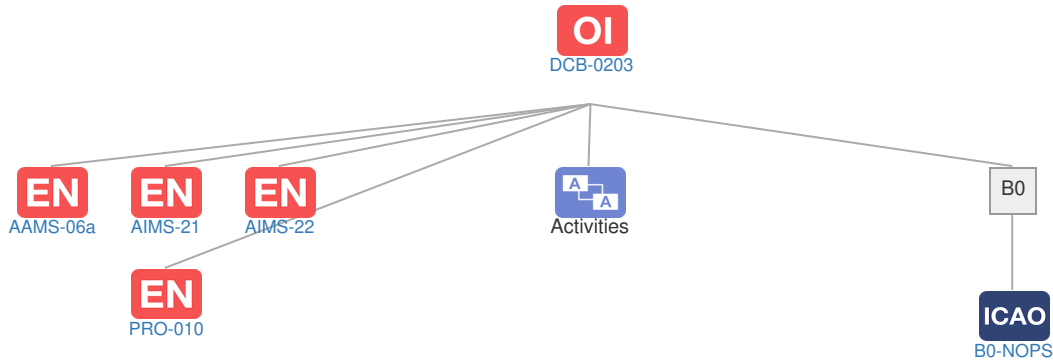 OI
DCB-0203
EN
EN
EN
A
A
B0
AAMS-06a
AIMS-21
AIMS-22
Activities
EN
PRO-010
ICAO
B0-NOPS